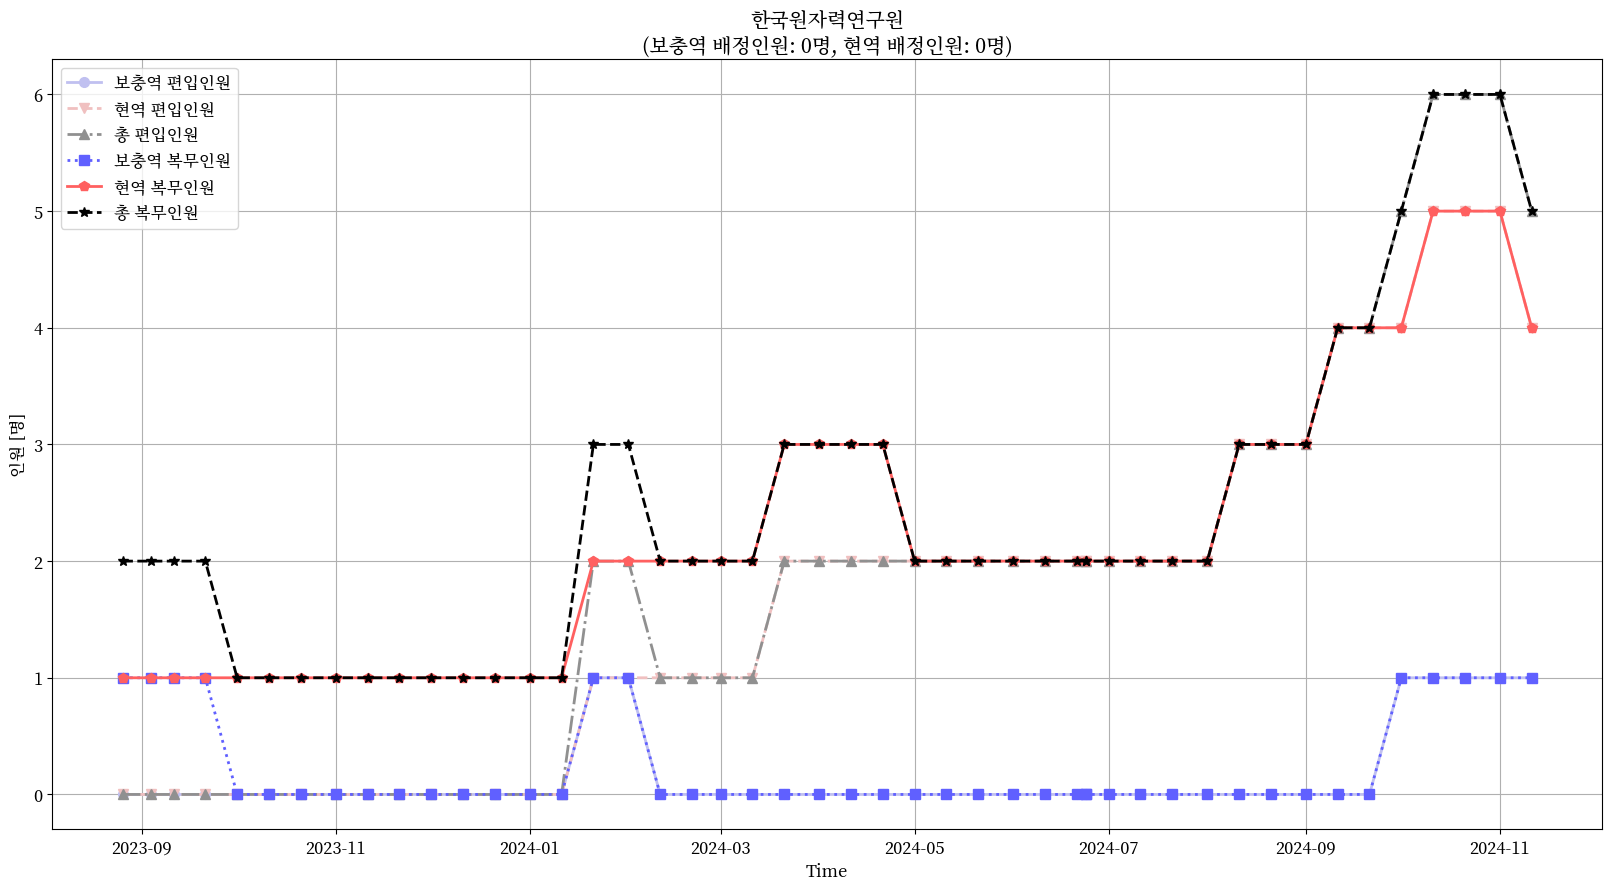 한국원자력연구원
(보충역 배정인원: 0명, 현역 배정인원: 0명)
보충역 편입인원
현역 편입인원
총 편입인원
보충역 복무인원
현역 복무인원
총 복무인원
인원 [명]
6
5
4
3
2
1
0
2023-09
2023-11
2024-01
2024-03
2024-05
2024-07
2024-09
2024-11
Time